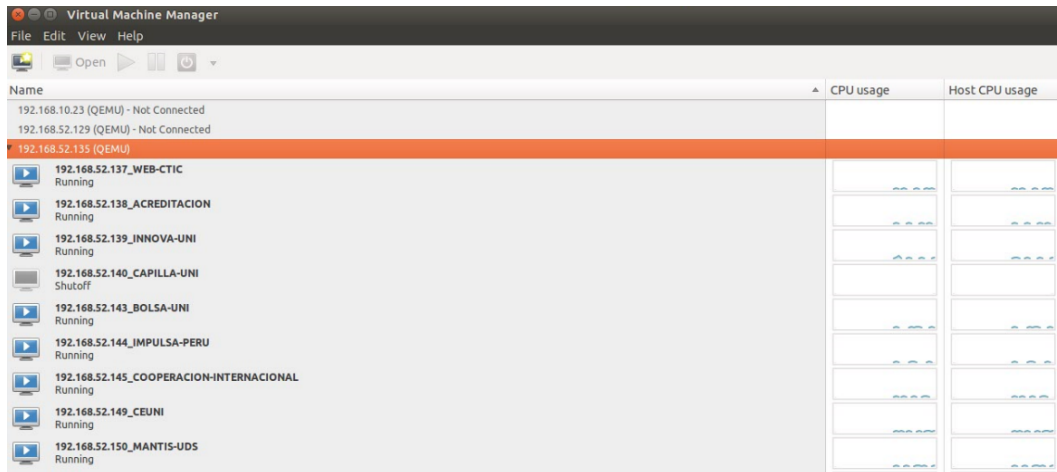 Virtual Machine Manager
File Edit View Help
Open
Name CPU usage Host CPU usage
192.168.10.23 (QEMU) - Not Connected
192.168.52.129 (QEMU) - Not Connected
192.168.52.135 (QEMU)
192.168.52.137_WEB-CTIC
Running
192.168.52.138_ACREDITACION
Running
192.168.52.139_INNOVA-UNI
Running
192.168.52.140_CAPILLA-UNI
Shutoff
192.168.52.143_BOLSA-UNI
Running
192.168.52.144_IMPULSA-PERU
Running
192.168.52.145_COOPERACION-INTERNACIONAL
Running
192.168.52.149_CEUNI
Running
192.168.52.150_MANTIS-UDS
Running